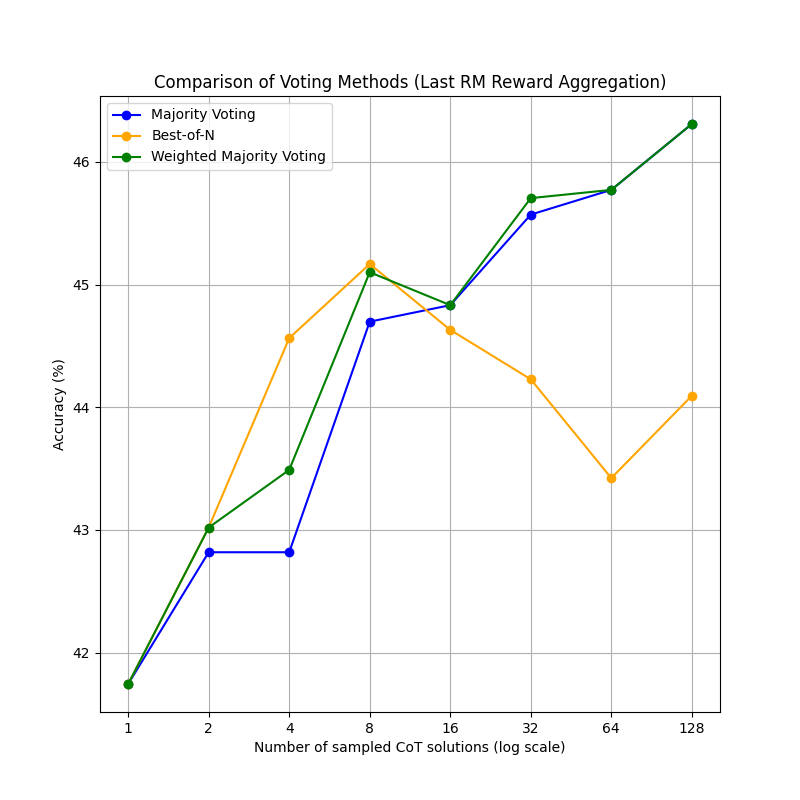 Comparison of Voting Methods (Last RM Reward Aggregation)
Majority Voting
Best-of-N
Weighted Majority Voting
46
45
44
43
42
Accuracy (%)
1 2 4 8 16 32 64 128
Number of sampled CoT solutions (log scale)